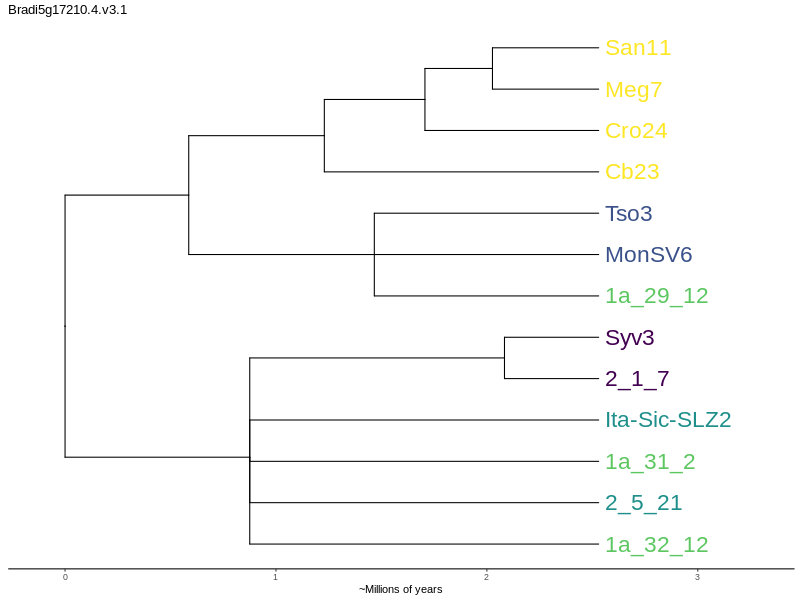 Bradi5g17210.4.v3.1
San11
Meg7
Cro24
Cb23
Tso3
MonSV6
1a_29_12
Syv3
2_1_7
Ita-Sic-SLZ2
1a_31_2
2_5_21
1a_32_12
0 1 2 3
~Millions of years